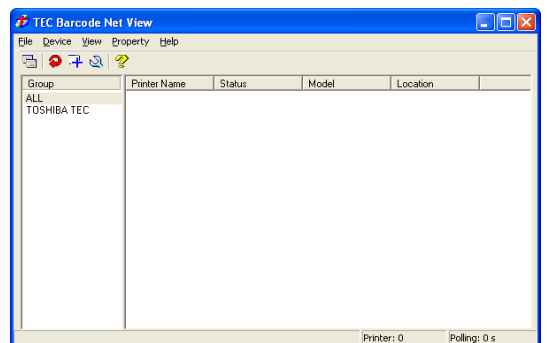 TEC Barcode Net View
File Device View Property Help
Group Printer Name Status Model Location
ALL
TOSHIBA TEC
Printer: 0 Polling: 0 s